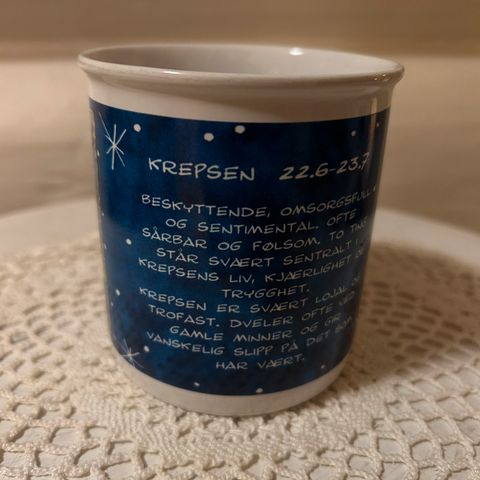 KREPSEN 22.6-23.7
BESKYTTENDE, OMSORGSFULL
OG SENTIMENTAL. OFTE
SÅRBAR OG FØLSOM. TO TING
STÅR SVÆRT SENTRALT I
KREPSENS LIV, KJÆRLIGHET OG
TRYGGHET.
KREPSEN ER SVÆRT LOJAL OG
TROFAST. DVELER OFTE VED
GAMLE MINNER OG GIR
VANSKELIG SLIPP PÅ DET SOM
HAR VÆRT.